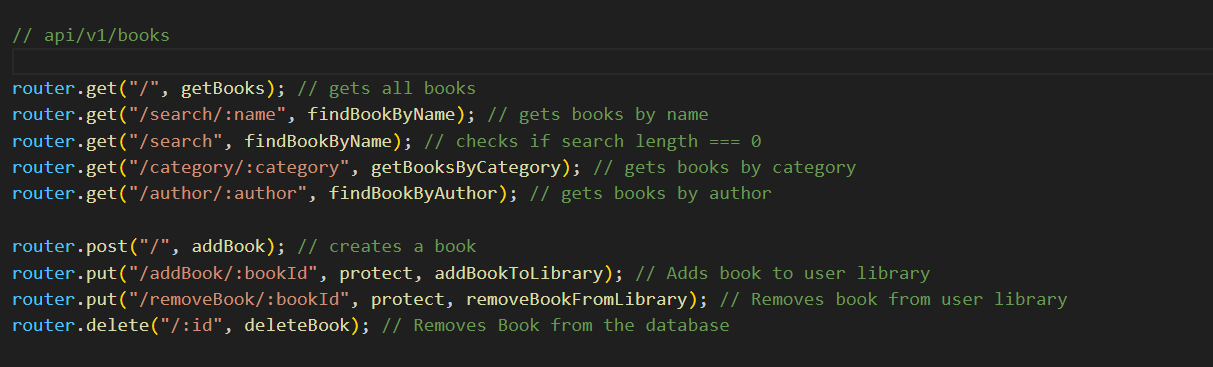 // api/v1/books
router.get("/", getBooks); // gets all books
router.get("/search/:name", findBookByName); // gets books by name
router.get("/search", findBookByName); // checks if search length === 0
router.get("/category/:category", getBooksByCategory); // gets books by category
router.get("/author/:author", findBookByAuthor); // gets books by author
router.post("/", addBook); // creates a book
router.put("/addBook/:bookId", protect, addBookToLibrary); // Adds book to user library
router.put("/removeBook/:bookId", protect, removeBookFromLibrary); // Removes book from user library
router.delete("/:id", deleteBook); // Removes Book from the database